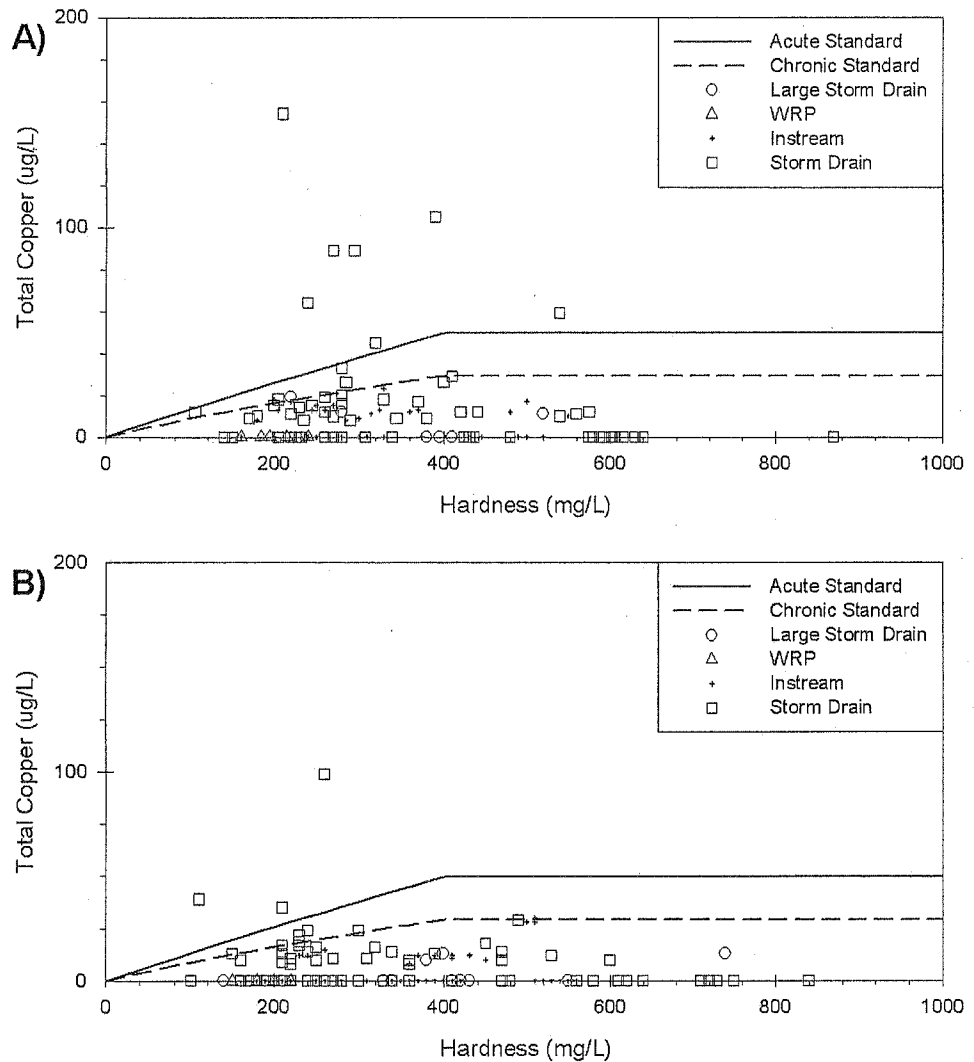 A)
200
100
0
Total Copper (ug/L)
Acute Standard
Chronic Standard
Large Storm Drain
WRP
Instream
Storm Drain
0 200 400 600 800 1000
Hardness (mg/L)
B)
200
100
0
Total Copper (ug/L)
Acute Standard
Chronic Standard
Large Storm Drain
WRP
Instream
Storm Drain
0 200 400 600 800 1000
Hardness (mg/L)